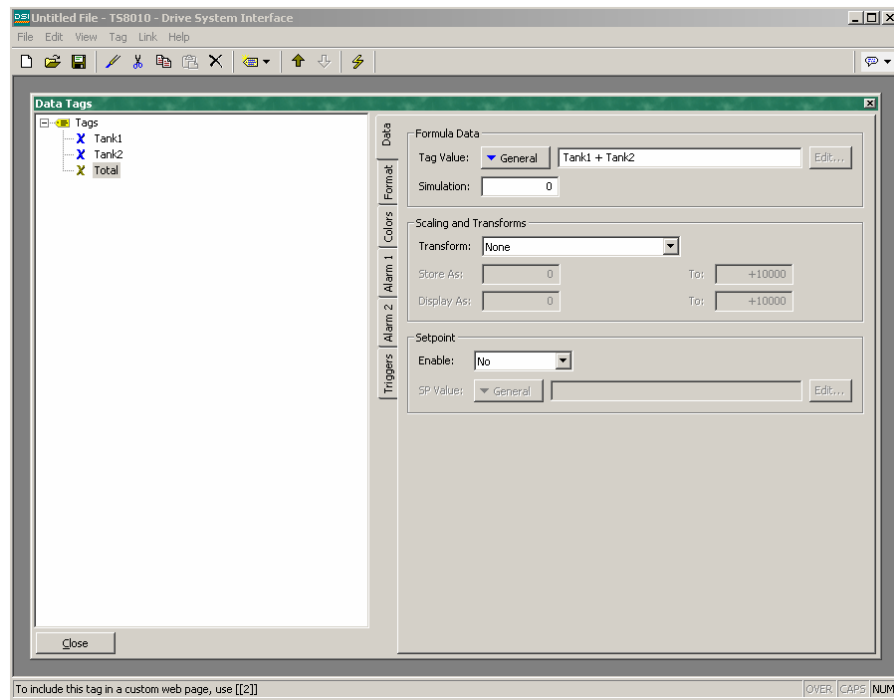 DSI Untitled File - TS8010 - Drive System Interface
File Edit View Tag Link Help
Data Tags
Tags
Tank1
Tank2
Total
Data
Format
Colors
Alarm 1
Alarm 2
Triggers
Formula Data
Tag Value: General Tank1 + Tank2 Edit...
Simulation: 0
Scaling and Transforms
Transform: None
Store As: 0 To: +10000
Display As: 0 To: +10000
Setpoint
Enable: No
SP Value: General Edit...
Close
To include this tag in a custom web page, use [[2]] OVER CAPS NUM